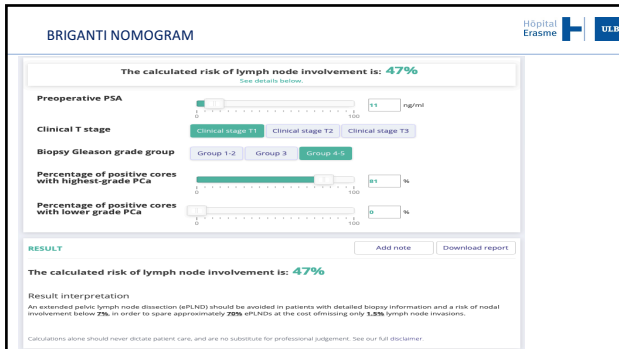 BRIGANTI NOMOGRAM
Hôpital
Erasme
ULB
The calculated risk of lymph node involvement is: 47%
See details below.
Preoperative PSA
11 ng/ml
0 100
Clinical T stage
Clinical stage T1 Clinical stage T2 Clinical stage T3
Biopsy Gleason grade group
Group 1-2 Group 3 Group 4-5
Percentage of positive cores
with highest-grade PCa
81 %
0 100
Percentage of positive cores
with lower grade PCa
0 %
0 100
RESULT
Add note Download report
The calculated risk of lymph node involvement is: 47%
Result interpretation
An extended pelvic lymph node dissection (ePLND) should be avoided in patients with detailed biopsy information and a risk of nodal
involvement below 7%, in order to spare approximately 70% ePLNDs at the cost ofmissing only 1.5% lymph node invasions.
Calculations alone should never dictate patient care, and are no substitute for professional judgement. See our full disclaimer.